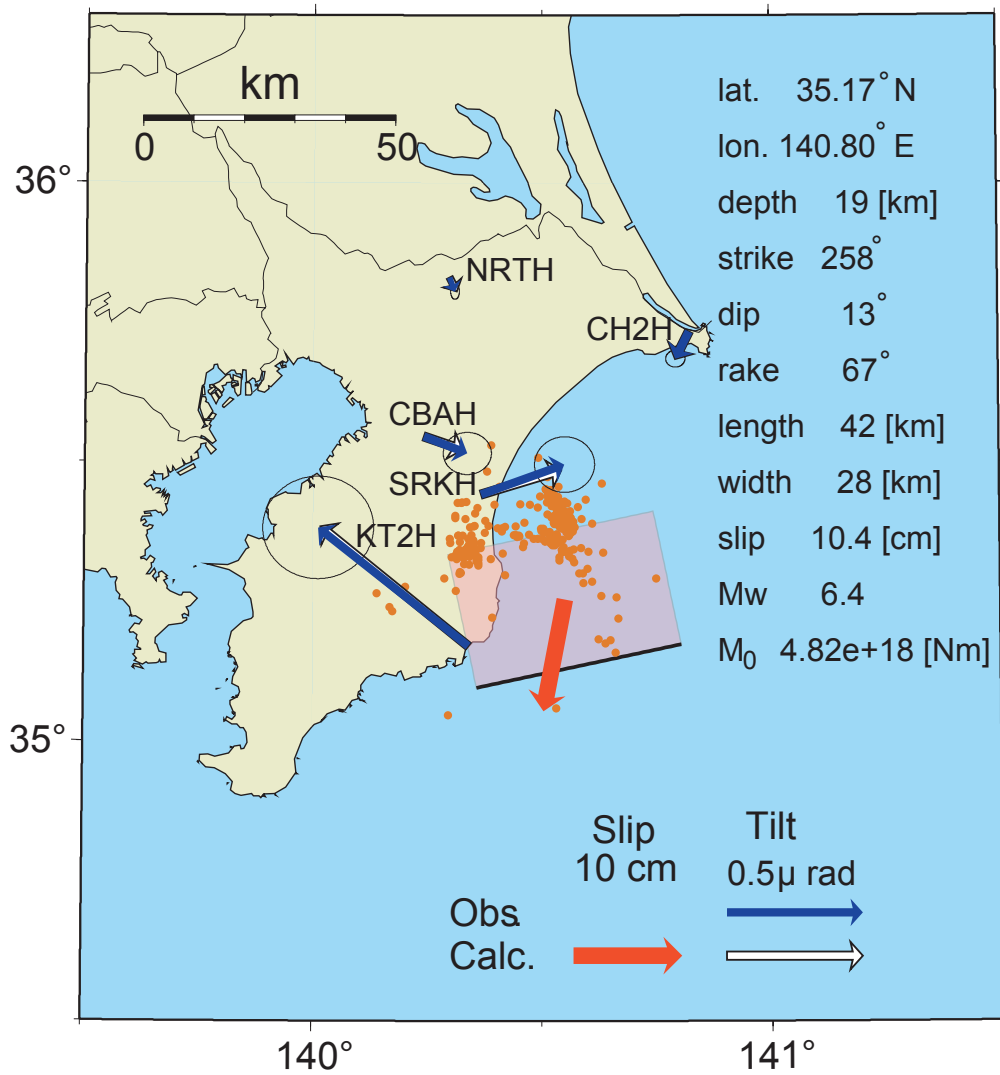 km
0 50
36°
35°
140° 141°
NRTH
CH2H
CBAH
SRKH
KT2H
lat. 35.17° N
lon. 140.80° E
depth 19 [km]
strike 258°
dip 13°
rake 67°
length 42 [km]
width 28 [km]
slip 10.4 [cm]
Mw 6.4
M₀ 4.82e+18 [Nm]
Slip Tilt
10 cm 0.5μ rad
Obs.
Calc.